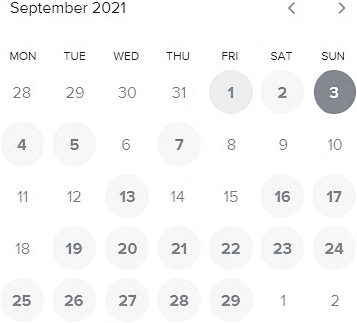 September 2021
MON TUE WED THU FRI SAT SUN
28 29 30 31 1 2 3
4 5 6 7 8 9 10
11 12 13 14 15 16 17
18 19 20 21 22 23 24
25 26 27 28 29 1 2